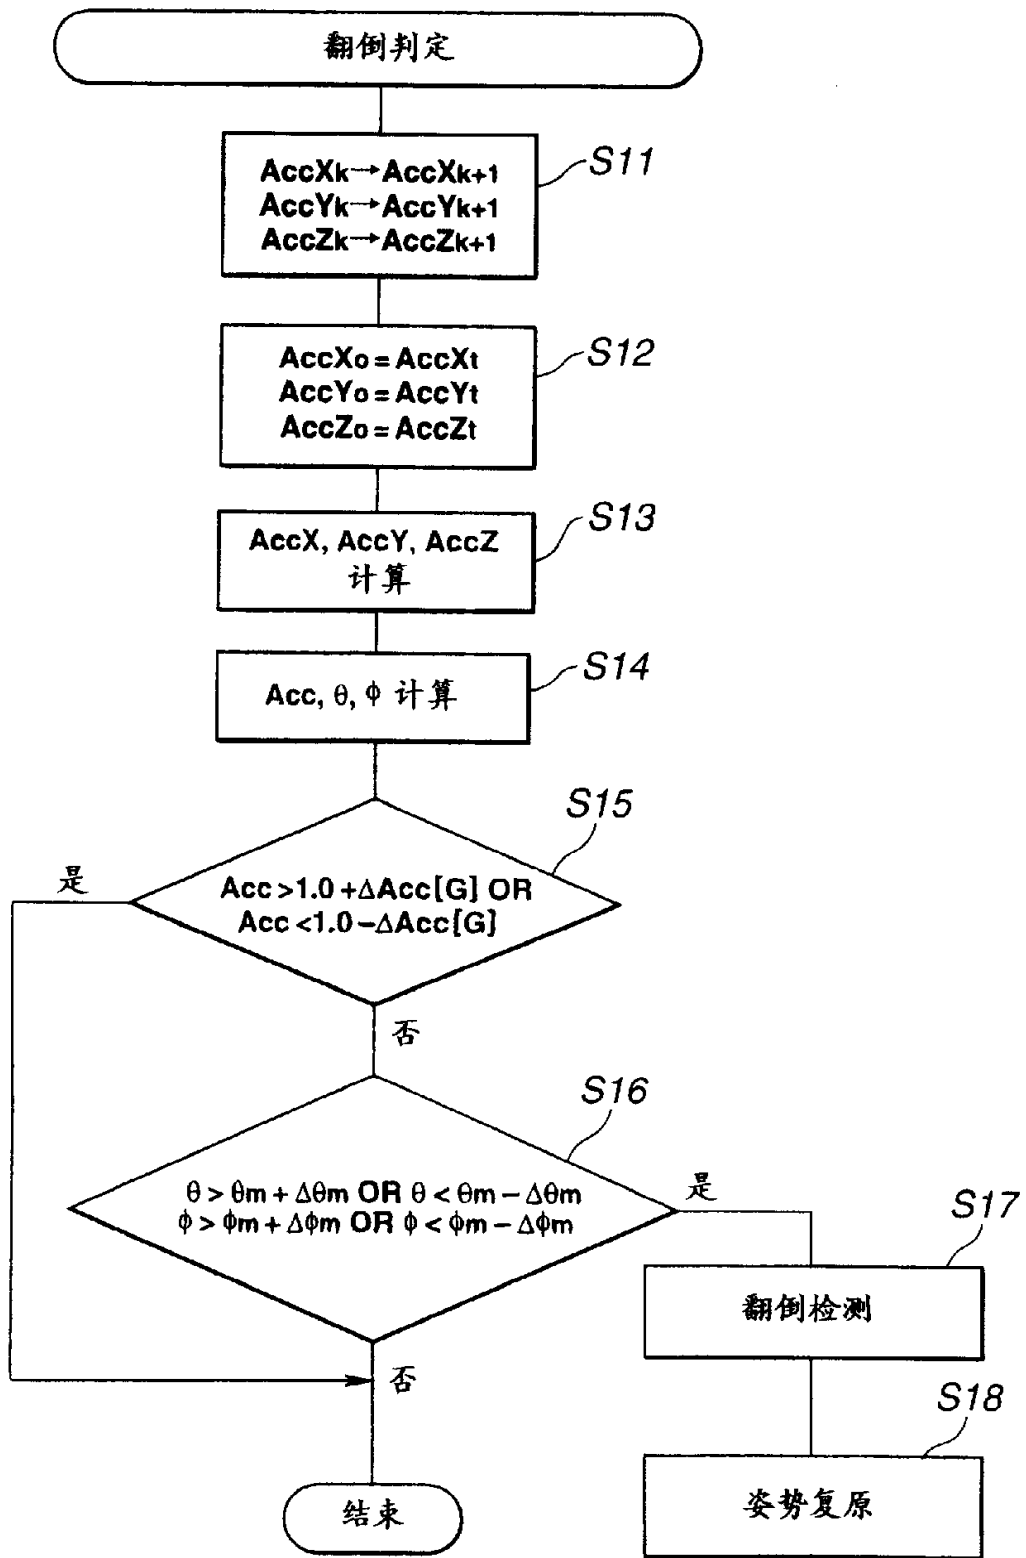 翻倒判定
AccXk→AccXk+1
AccYk→AccYk+1
AccZk→AccZk+1
S11
AccXo=AccXt
AccYo=AccYt
AccZo=AccZt
S12
AccX, AccY, AccZ
计算
S13
Acc, θ, φ 计算
S14
S15
Acc>1.0+ΔAcc[G] OR
Acc<1.0-ΔAcc[G]
是
否
S16
θ > θm + Δθm OR θ < θm - Δθm
φ > φm + Δφm OR φ < φm - Δφm
是
S17
翻倒检测
否
S18
姿势复原
结束